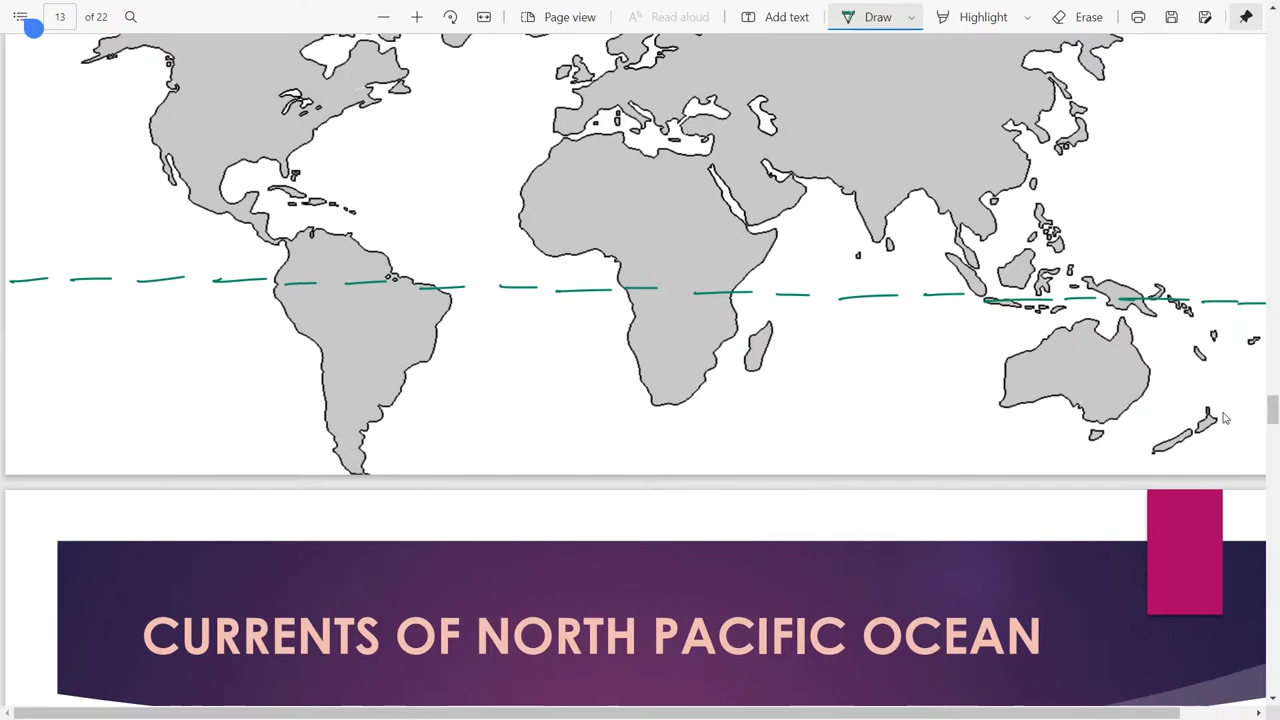 13 of 22 Page view Read aloud Add text Draw Highlight Erase
CURRENTS OF NORTH PACIFIC OCEAN